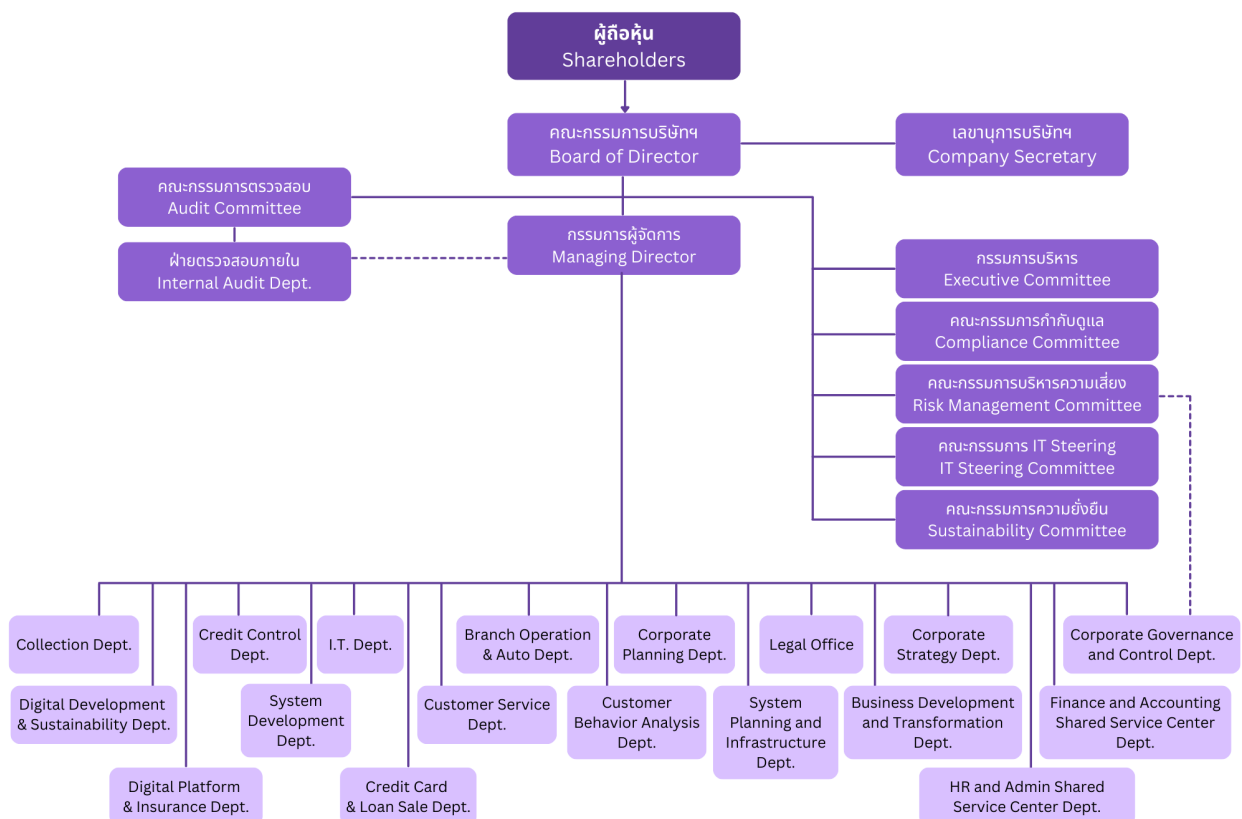 ผู้ถือหุ้น
Shareholders
คณะกรรมการบริษัทฯ
Board of Director
เลขานุการบริษัทฯ
Company Secretary
คณะกรรมการตรวจสอบ
Audit Committee
กรรมการผู้จัดการ
Managing Director
ฝ่ายตรวจสอบภายใน
Internal Audit Dept.
กรรมการบริหาร
Executive Committee
คณะกรรมการกำกับดูแล
Compliance Committee
คณะกรรมการบริหารความเสี่ยง
Risk Management Committee
คณะกรรมการ IT Steering
IT Steering Committee
คณะกรรมการความยั่งยืน
Sustainability Committee
Collection Dept.
Credit Control
Dept.
I.T. Dept.
Branch Operation
& Auto Dept.
Corporate
Planning Dept.
Legal Office
Corporate
Strategy Dept.
Corporate Governance
and Control Dept.
Digital Development
& Sustainability Dept.
System
Development
Dept.
Customer Service
Dept.
Customer
Behavior Analysis
Dept.
System
Planning and
Infrastructure
Dept.
Business Development
and Transformation
Dept.
Finance and Accounting
Shared Service Center
Dept.
Digital Platform
& Insurance Dept.
Credit Card
& Loan Sale Dept.
HR and Admin Shared
Service Center Dept.